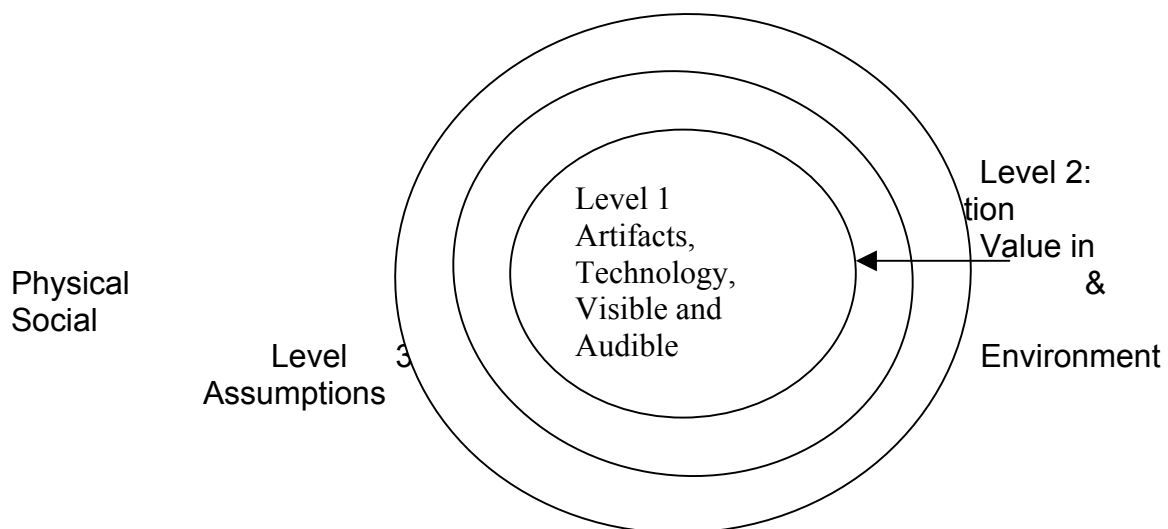 Level 1
Artifacts,
Technology,
Visible and
Audible
Level 2:
tion
Value in
&
Environment
Physical
Social
Level 3
Assumptions